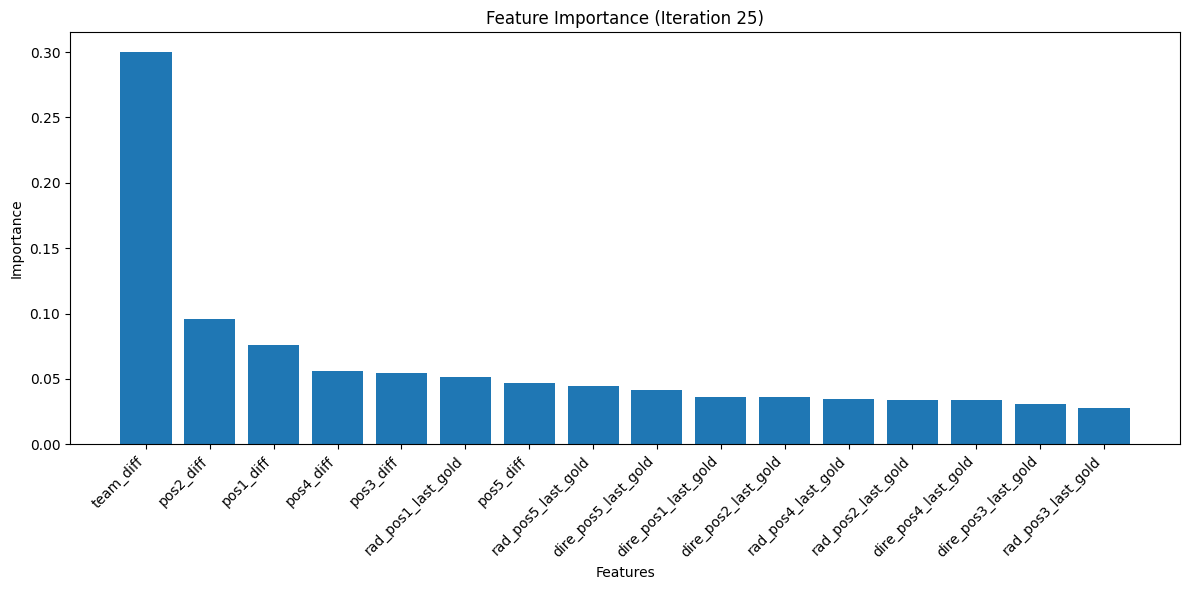 Feature Importance (Iteration 25)
Importance
0.30
0.25
0.20
0.15
0.10
0.05
0.00
team_diff
pos2_diff
pos1_diff
pos4_diff
pos3_diff
rad_pos1_last_gold
pos5_diff
rad_pos5_last_gold
dire_pos5_last_gold
dire_pos1_last_gold
dire_pos2_last_gold
rad_pos4_last_gold
rad_pos2_last_gold
dire_pos4_last_gold
dire_pos3_last_gold
rad_pos3_last_gold
Features